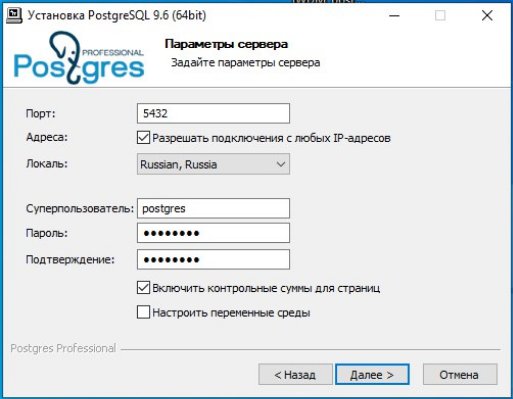 Установка PostgreSQL 9.6 (64bit)
PROFESSIONAL
Postgres
Параметры сервера
Задайте параметры сервера
Порт: 5432
Адреса: Разрешать подключения с любых IP-адресов
Локаль: Russian, Russia
Суперпользователь: postgres
Пароль: ●●●●●●●●
Подтверждение: ●●●●●●●●
Включить контрольные суммы для страниц
Настроить переменные среды
Postgres Professional
< Назад Далее > Отмена